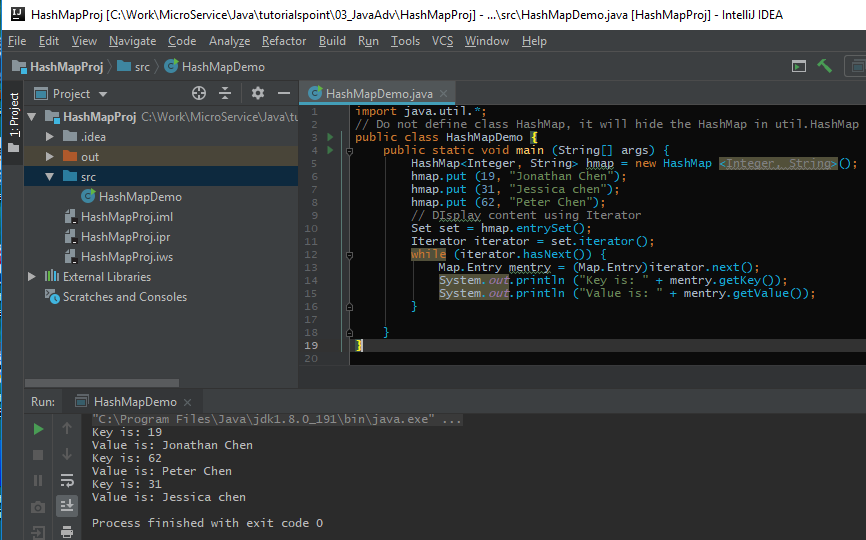 HashMapProj [C:\Work\MicroService\Java\tutorialspoint\03_JavaAdv\HashMapProj] - ...\src\HashMapDemo.java [HashMapProj] - IntelliJ IDEA
File Edit View Navigate Code Analyze Refactor Build Run Tools VCS Window Help
HashMapProj src HashMapDemo
1: Project
Project
HashMapProj C:\Work\MicroService\Java\tu
.idea
out
src
HashMapDemo
HashMapProj.iml
HashMapProj.ipr
HashMapProj.iws
External Libraries
Scratches and Consoles
HashMapDemo.java
1 import java.util.*;
2 // Do not define class HashMap, it will hide the HashMap in util.HashMap
3 public class HashMapDemo {
4 public static void main (String[] args) {
5 HashMap<Integer, String> hmap = new HashMap <Integer, String>();
6 hmap.put (19, "Jonathan Chen");
7 hmap.put (31, "Jessica chen");
8 hmap.put (62, "Peter Chen");
9 // DIsplay content using Iterator
10 Set set = hmap.entrySet();
11 Iterator iterator = set.iterator();
12 while (iterator.hasNext()) {
13 Map.Entry mentry = (Map.Entry)iterator.next();
14 System.out.println ("Key is: " + mentry.getKey());
15 System.out.println ("Value is: " + mentry.getValue());
16 }
17
18 }
19 }
20
Run: HashMapDemo
"C:\Program Files\Java\jdk1.8.0_191\bin\java.exe" ...
Key is: 19
Value is: Jonathan Chen
Key is: 62
Value is: Peter Chen
Key is: 31
Value is: Jessica chen
Process finished with exit code 0